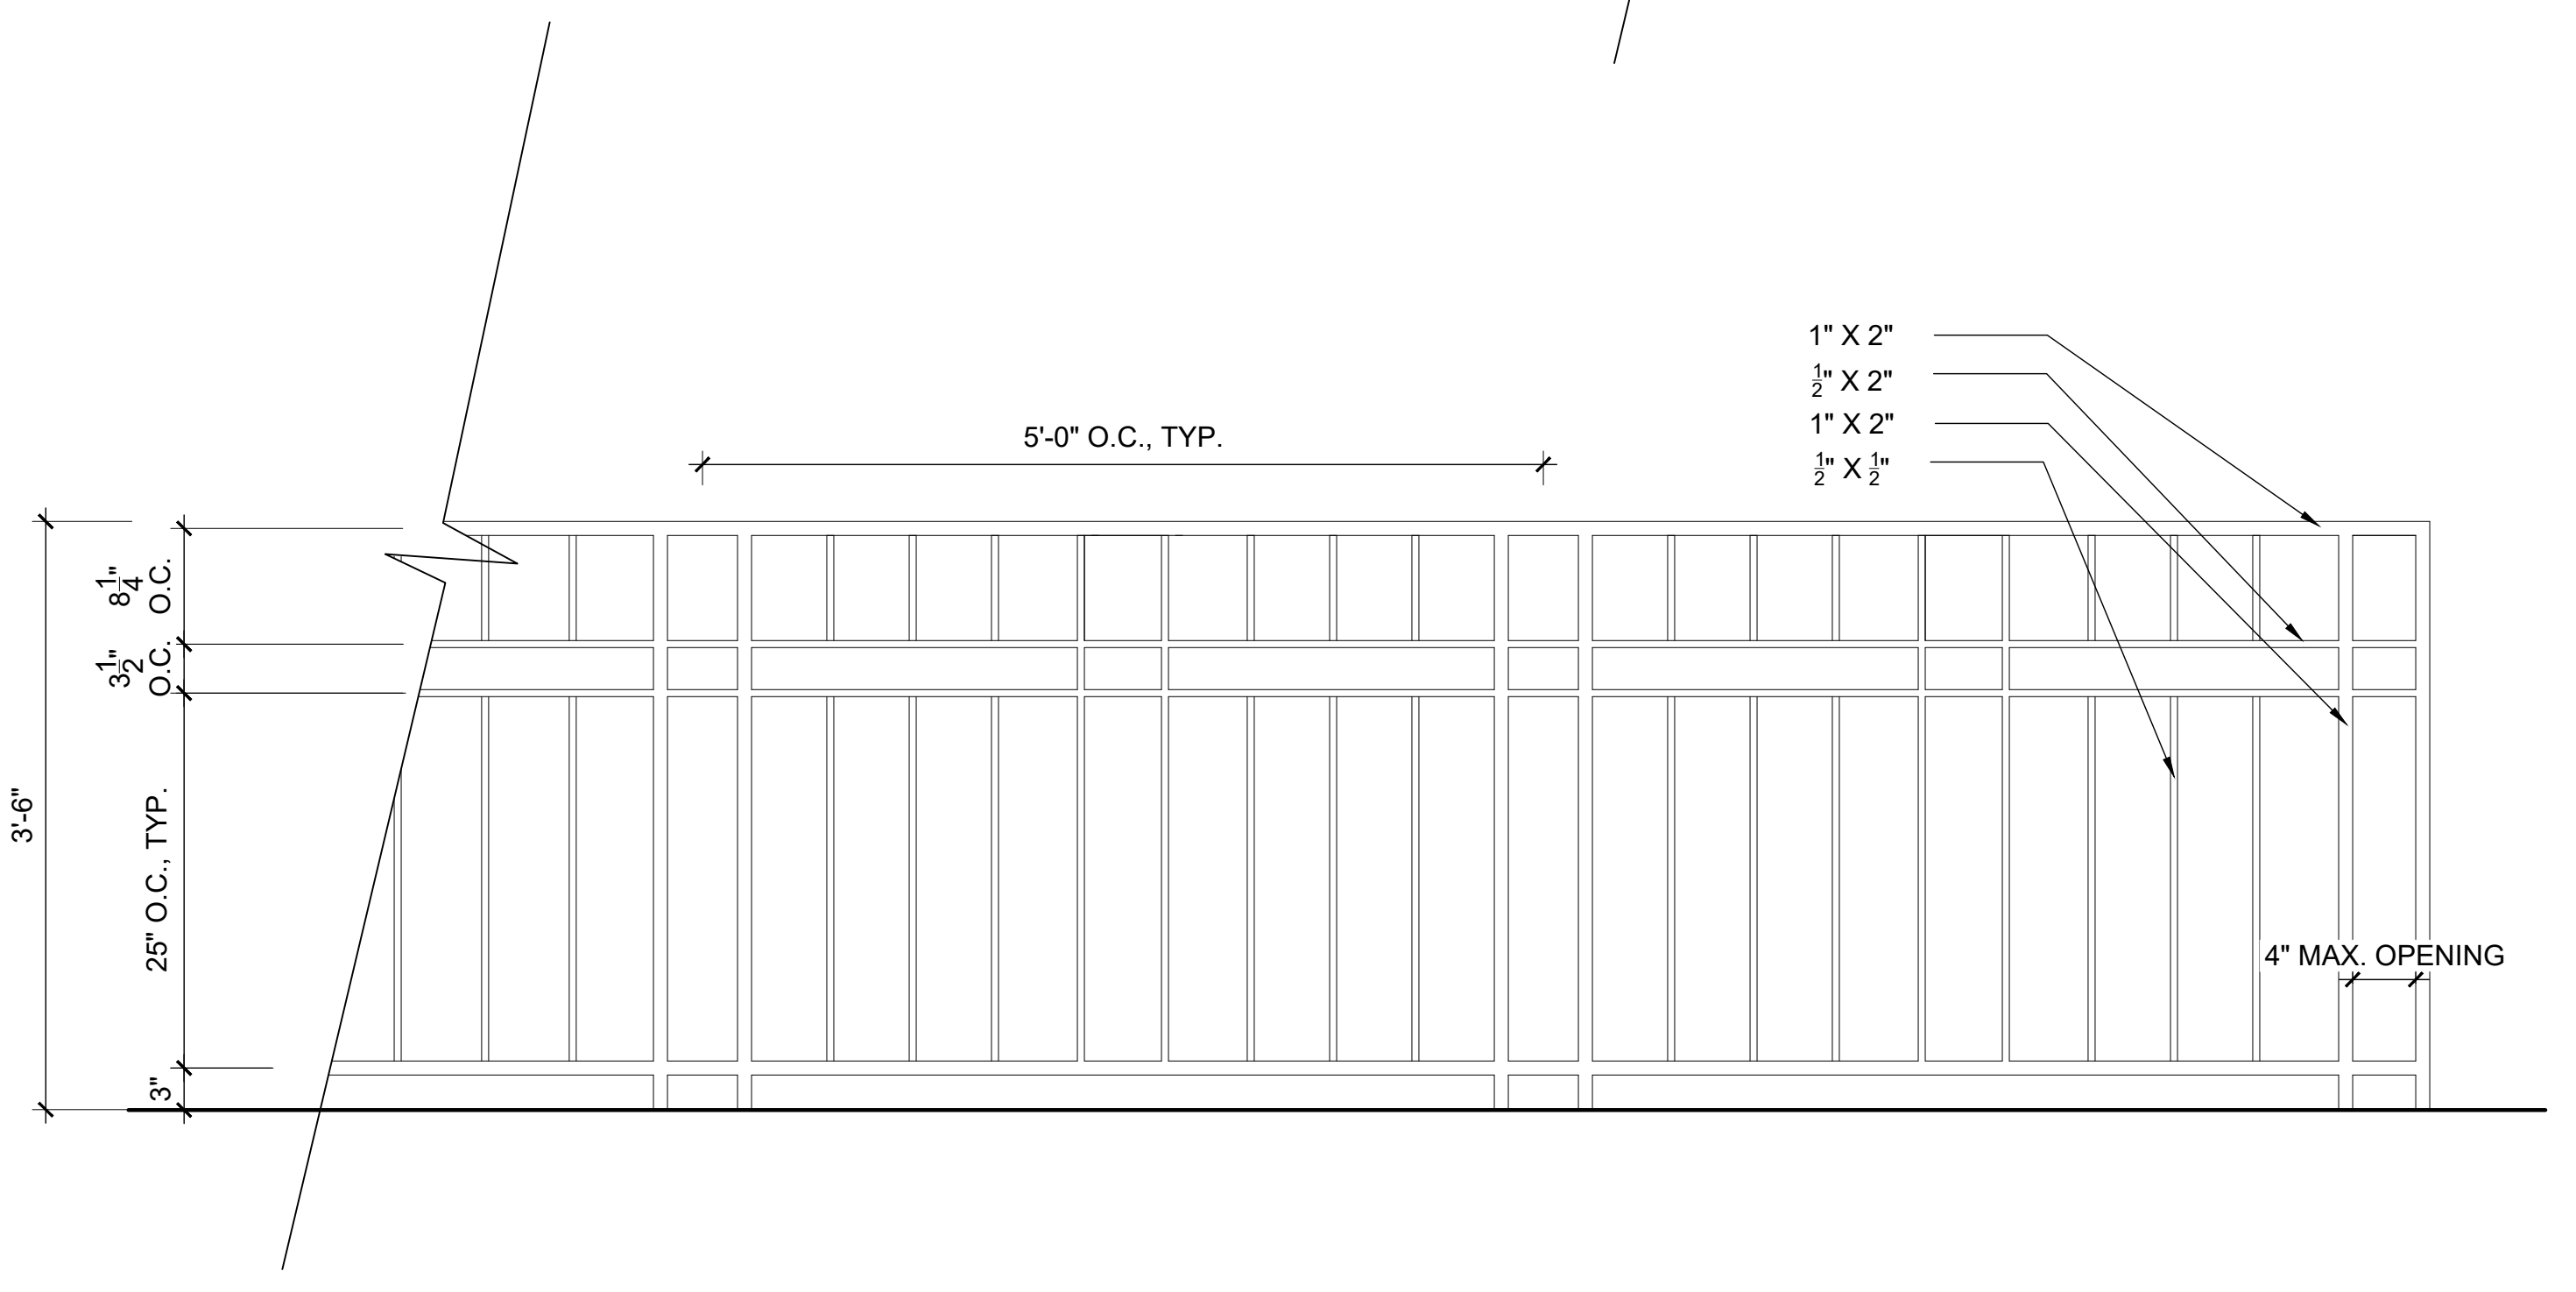 1" X 2"
½" X 2"
1" X 2"
½" X ½"
5'-0" O.C., TYP.
8¼"
O.C.
3½"
O.C.
25" O.C., TYP.
3'-6"
3"
4" MAX. OPENING